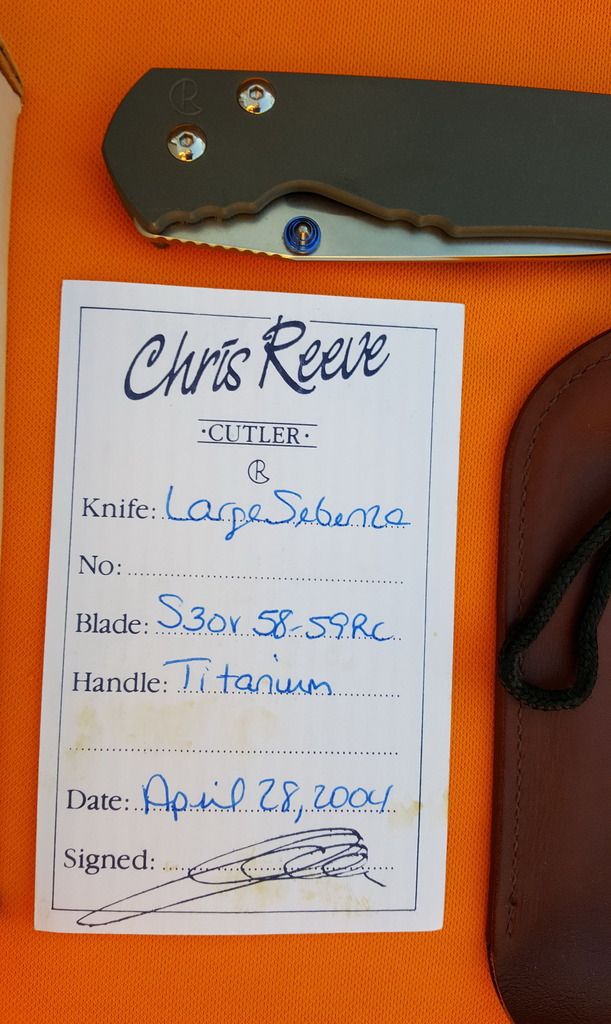 Chris Reeve
·CUTLER·
Knife: Large Sebenza
No:
Blade: S30V 58-59RC
Handle: Titanium
Date: April 28, 2004
Signed: